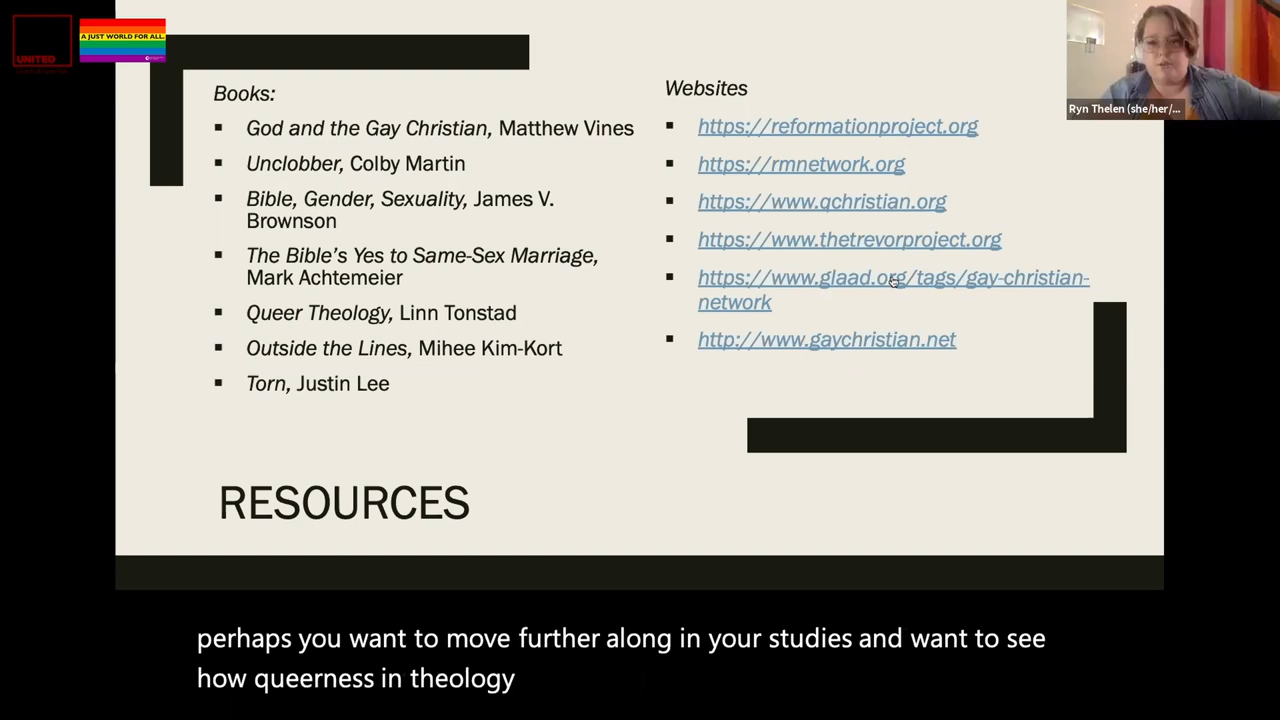 UNITED
A JUST WORLD FOR ALL.
Ryn Thelen (she/her/...
Books:
▪ God and the Gay Christian, Matthew Vines
▪ Unclobber, Colby Martin
▪ Bible, Gender, Sexuality, James V.
Brownson
▪ The Bible's Yes to Same-Sex Marriage,
Mark Achtemeier
▪ Queer Theology, Linn Tonstad
▪ Outside the Lines, Mihee Kim-Kort
▪ Torn, Justin Lee
Websites
▪ https://reformationproject.org
▪ https://rmnetwork.org
▪ https://www.qchristian.org
▪ https://www.thetrevorproject.org
▪ https://www.glaad.org/tags/gay-christian-
network
▪ http://www.gaychristian.net
RESOURCES
perhaps you want to move further along in your studies and want to see
how queerness in theology